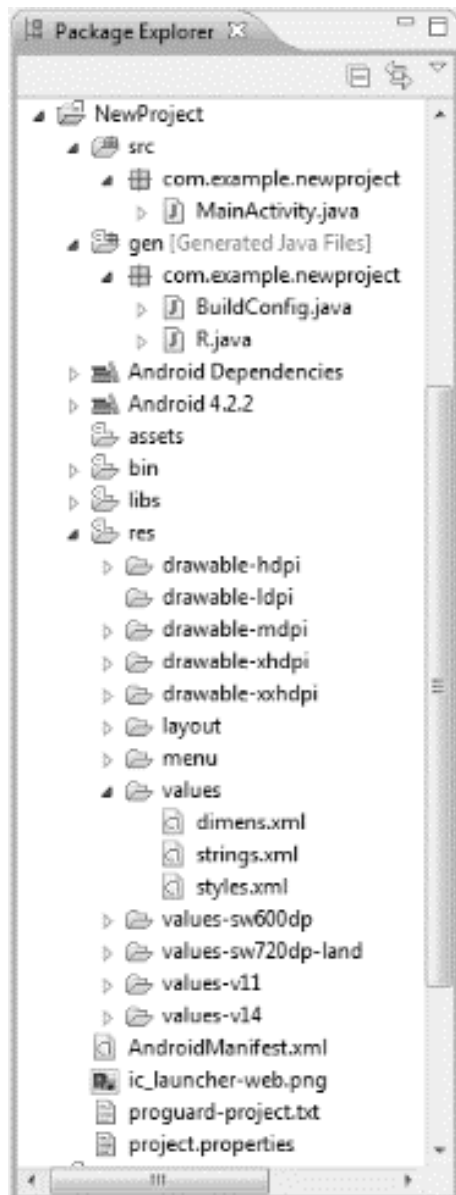 Package Explorer
NewProject
src
com.example.newproject
MainActivity.java
gen [Generated Java Files]
com.example.newproject
BuildConfig.java
R.java
Android Dependencies
Android 4.2.2
assets
bin
libs
res
drawable-hdpi
drawable-ldpi
drawable-mdpi
drawable-xhdpi
drawable-xxhdpi
layout
menu
values
dimens.xml
strings.xml
styles.xml
values-sw600dp
values-sw720dp-land
values-v11
values-v14
AndroidManifest.xml
ic_launcher-web.png
proguard-project.txt
project.properties